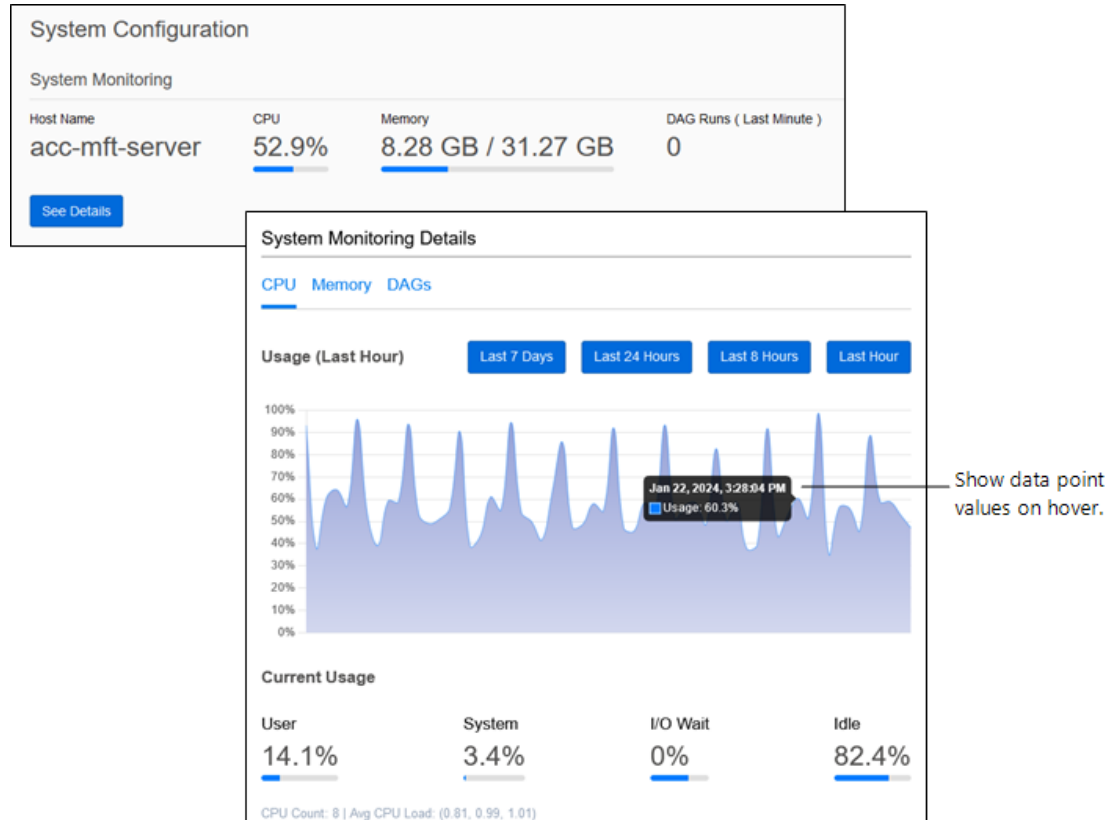 System Configuration
System Monitoring
Host Name CPU Memory DAG Runs ( Last Minute )
acc-mft-server 52.9% 8.28 GB / 31.27 GB 0
See Details
System Monitoring Details
CPU Memory DAGs
Usage (Last Hour) Last 7 Days Last 24 Hours Last 8 Hours Last Hour
100%
90%
80%
70%
60%
50%
40%
30%
20%
10%
0%
Jan 22, 2024, 3:28:04 PM
Usage: 60.3%
Show data point
values on hover.
Current Usage
User System I/O Wait Idle
14.1% 3.4% 0% 82.4%
CPU Count: 8 | Avg CPU Load: (0.81, 0.99, 1.01)